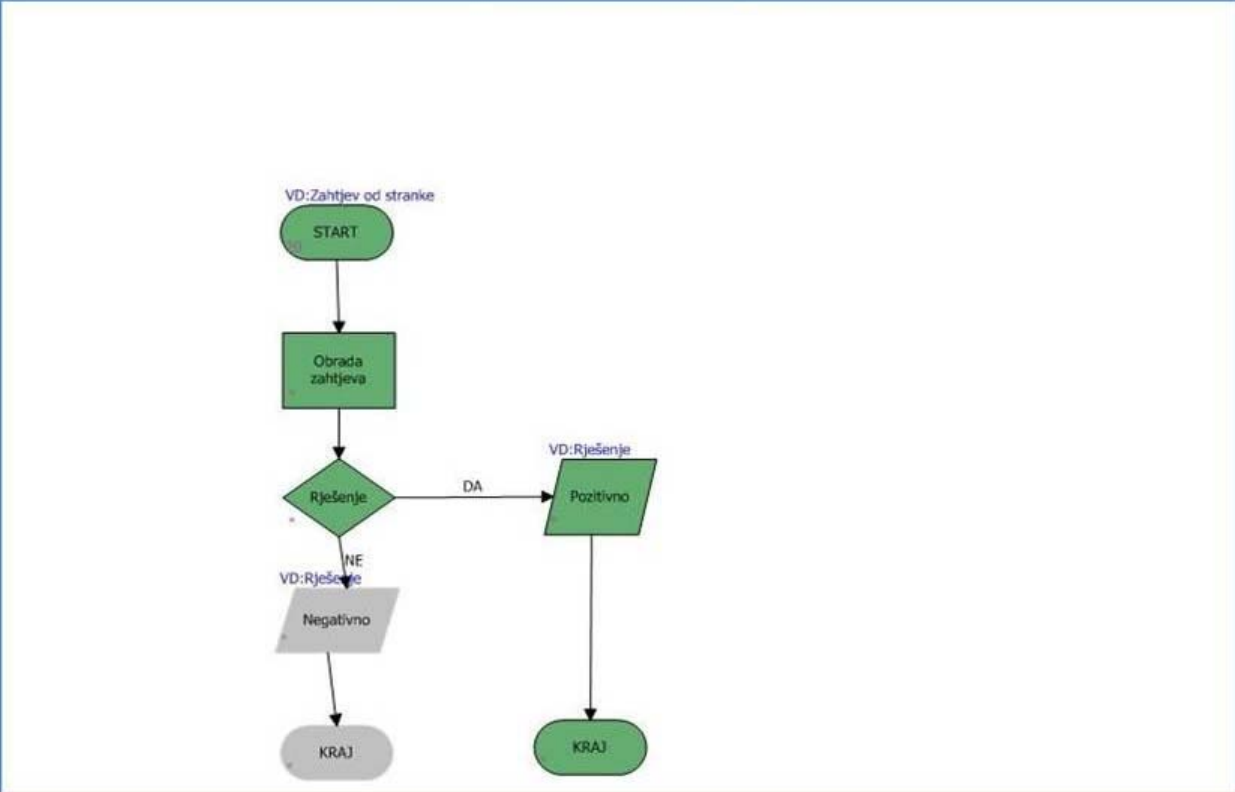 VD:Zahtjev od stranke
START
Obrada
zahtjeva
Rješenje
DA
VD:Rješenje
Pozitivno
NE
VD:Rješenje
Negativno
KRAJ
KRAJ